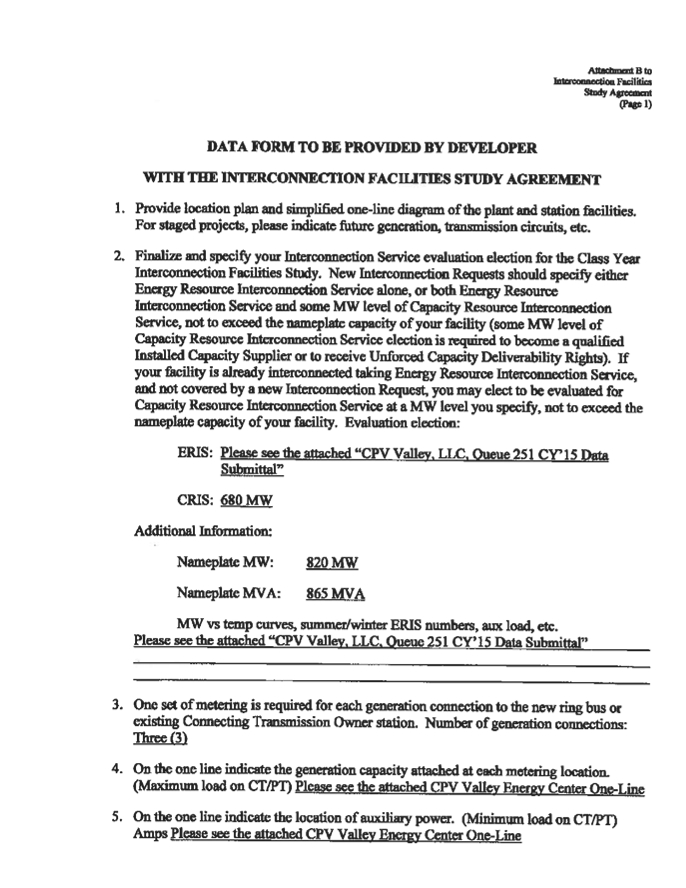 Attachment B to
Interconnection Facilities
Study Agreement
(Page 1)
DATA FORM TO BE PROVIDED BY DEVELOPER
WITH THE INTERCONNECTION FACILITIES STUDY AGREEMENT
1. Provide location plan and simplified one-line diagram of the plant and station facilities.
For staged projects, please indicate future generation, transmission circuits, etc.
2. Finalize and specify your Interconnection Service evaluation election for the Class Year
Interconnection Facilities Study. New Interconnection Requests should specify either
Energy Resource Interconnection Service alone, or both Energy Resource
Interconnection Service and some MW level of Capacity Resource Interconnection
Service, not to exceed the nameplate capacity of your facility (some MW level of
Capacity Resource Interconnection Service election is required to become a qualified
Installed Capacity Supplier or to receive Unforced Capacity Deliverability Rights). If
your facility is already interconnected taking Energy Resource Interconnection Service,
and not covered by a new Interconnection Request, you may elect to be evaluated for
Capacity Resource Interconnection Service at a MW level you specify, not to exceed the
nameplate capacity of your facility. Evaluation election:
ERIS: Please see the attached “CPV Valley, LLC, Queue 251 CY’15 Data
Submittal”
CRIS: 680 MW
Additional Information:
Nameplate MW: 820 MW
Nameplate MVA: 865 MVA
MW vs temp curves, summer/winter ERIS numbers, aux load, etc.
Please see the attached “CPV Valley, LLC, Queue 251 CY’15 Data Submittal”
3. One set of metering is required for each generation connection to the new ring bus or
existing Connecting Transmission Owner station. Number of generation connections:
Three (3)
4. On the one line indicate the generation capacity attached at each metering location.
(Maximum load on CT/PT) Please see the attached CPV Valley Energy Center One-Line
5. On the one line indicate the location of auxiliary power. (Minimum load on CT/PT)
Amps Please see the attached CPV Valley Energy Center One-Line